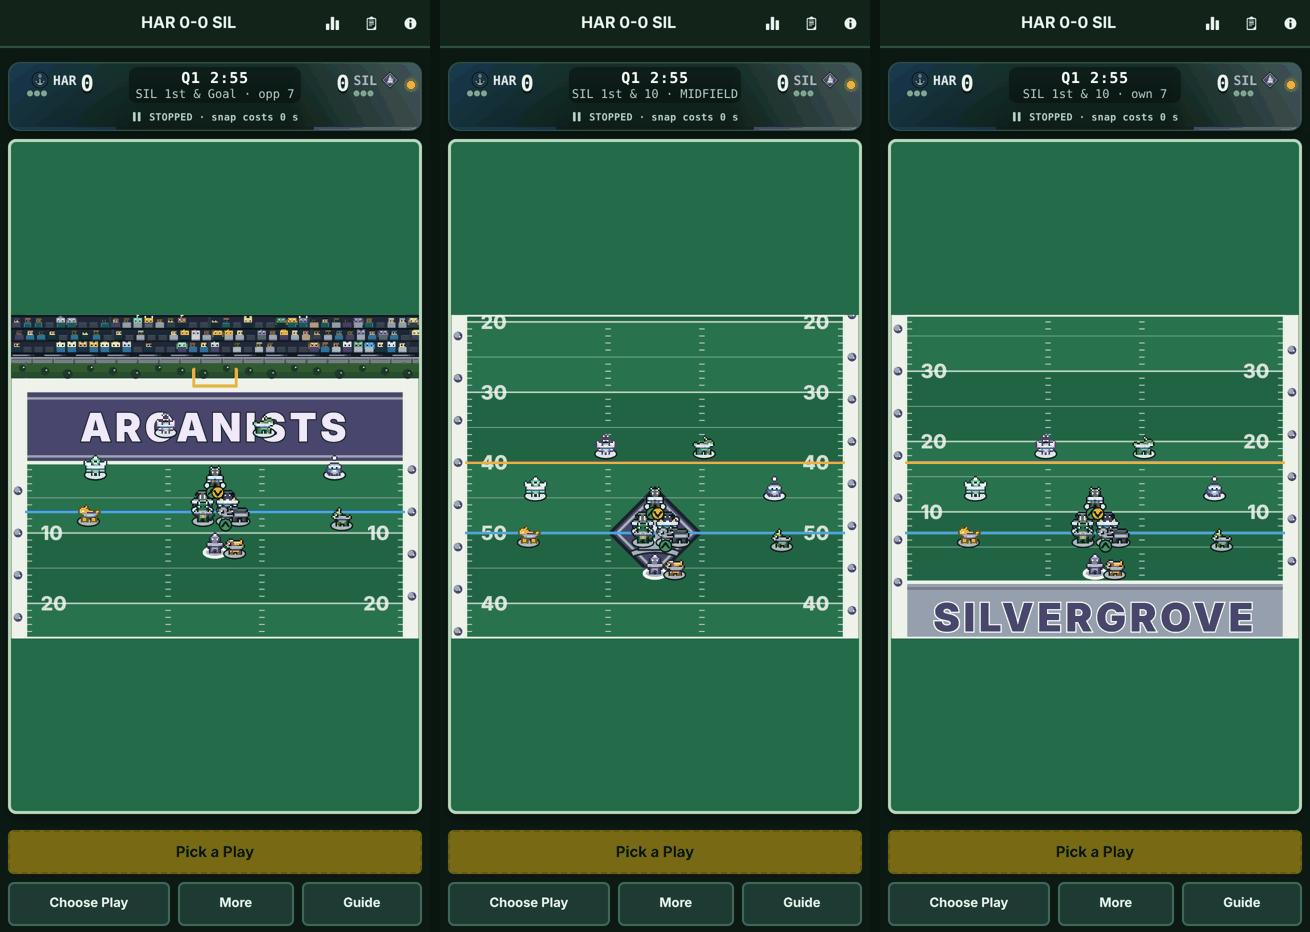 HAR 0-0 SIL
HAR 0
Q1 2:55
SIL 1st & Goal · opp 7
0 SIL
STOPPED · snap costs 0 s
ARCANISTS
10 10
20 20
Pick a Play
Choose Play
More
Guide
HAR 0-0 SIL
HAR 0
Q1 2:55
SIL 1st & 10 · MIDFIELD
0 SIL
STOPPED · snap costs 0 s
20 20
30 30
40 40
50 50
40 40
Pick a Play
Choose Play
More
Guide
HAR 0-0 SIL
HAR 0
Q1 2:55
SIL 1st & 10 · own 7
0 SIL
STOPPED · snap costs 0 s
30 30
20 20
10 10
SILVERGROVE
Pick a Play
Choose Play
More
Guide